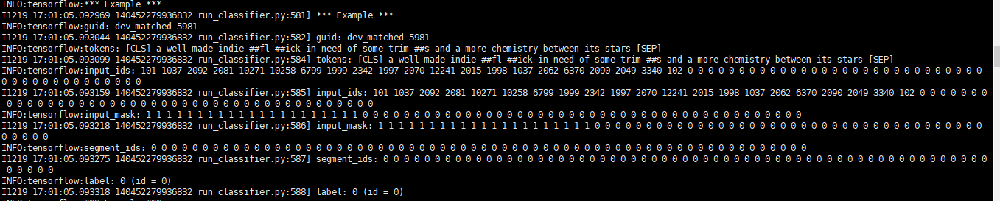 INFO:tensorflow:*** Example ***
I1219 17:01:05.092969 140452279936832 run_classifier.py:581] *** Example ***
INFO:tensorflow:guid: dev_matched-5981
I1219 17:01:05.093044 140452279936832 run_classifier.py:582] guid: dev_matched-5981
INFO:tensorflow:tokens: [CLS] a well made indie ##fl ##ick in need of some trim ##s and a more chemistry between its stars [SEP]
I1219 17:01:05.093099 140452279936832 run_classifier.py:584] tokens: [CLS] a well made indie ##fl ##ick in need of some trim ##s and a more chemistry between its stars [SEP]
INFO:tensorflow:input_ids: 101 1037 2092 2081 10271 10258 6799 1999 2342 1997 2070 12241 2015 1998 1037 2062 6370 2090 2049 3340 102 0 0 0 0 0 0 0 0 0 0 0 0 0 0 0 0 0 0 0 0 0 0 0 0 0 0 0 0 0
0 0 0 0 0 0 0 0 0 0 0 0 0 0
I1219 17:01:05.093159 140452279936832 run_classifier.py:585] input_ids: 101 1037 2092 2081 10271 10258 6799 1999 2342 1997 2070 12241 2015 1998 1037 2062 6370 2090 2049 3340 102 0 0 0 0 0 0 0
0 0 0 0 0 0 0 0 0 0 0 0 0 0 0 0 0 0 0 0 0 0 0 0 0 0 0 0 0 0 0 0 0 0 0 0
INFO:tensorflow:input_mask: 1 1 1 1 1 1 1 1 1 1 1 1 1 1 1 1 1 1 1 1 1 0 0 0 0 0 0 0 0 0 0 0 0 0 0 0 0 0 0 0 0 0 0 0 0 0 0 0 0 0 0 0 0 0 0 0 0 0 0 0 0 0 0 0
I1219 17:01:05.093218 140452279936832 run_classifier.py:586] input_mask: 1 1 1 1 1 1 1 1 1 1 1 1 1 1 1 1 1 1 1 1 1 0 0 0 0 0 0 0 0 0 0 0 0 0 0 0 0 0 0 0 0 0 0 0 0 0 0 0 0 0 0 0 0 0 0 0 0 0 0
0 0 0 0 0
INFO:tensorflow:segment_ids: 0 0 0 0 0 0 0 0 0 0 0 0 0 0 0 0 0 0 0 0 0 0 0 0 0 0 0 0 0 0 0 0 0 0 0 0 0 0 0 0 0 0 0 0 0 0 0 0 0 0 0 0 0 0 0 0 0 0 0 0 0 0 0 0
I1219 17:01:05.093275 140452279936832 run_classifier.py:587] segment_ids: 0 0 0 0 0 0 0 0 0 0 0 0 0 0 0 0 0 0 0 0 0 0 0 0 0 0 0 0 0 0 0 0 0 0 0 0 0 0 0 0 0 0 0 0 0 0 0 0 0 0 0 0 0 0 0 0 0 0 0
0 0 0 0 0
INFO:tensorflow:label: 0 (id = 0)
I1219 17:01:05.093318 140452279936832 run_classifier.py:588] label: 0 (id = 0)